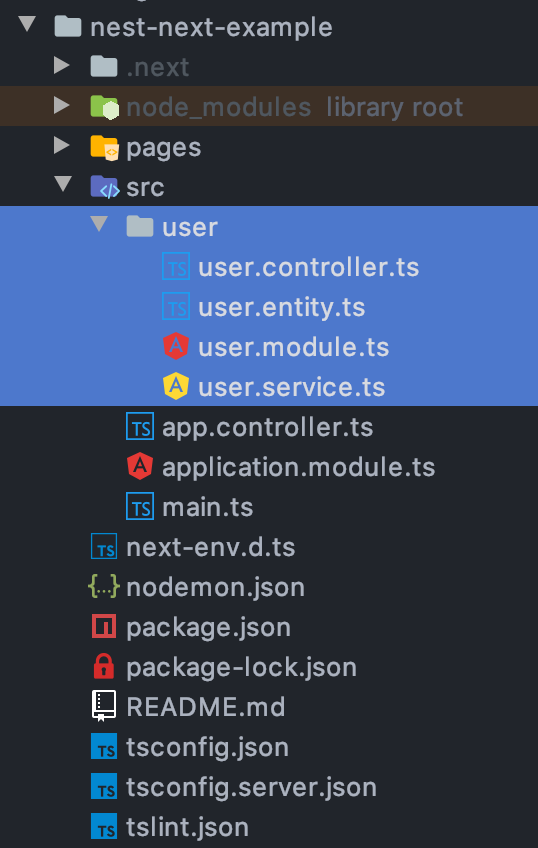 nest-next-example
.next
node_modules library root
pages
src
user
TS user.controller.ts
TS user.entity.ts
user.module.ts
user.service.ts
TS app.controller.ts
application.module.ts
TS main.ts
TS next-env.d.ts
{...} nodemon.json
package.json
package-lock.json
README.md
TS tsconfig.json
TS tsconfig.server.json
TS tslint.json